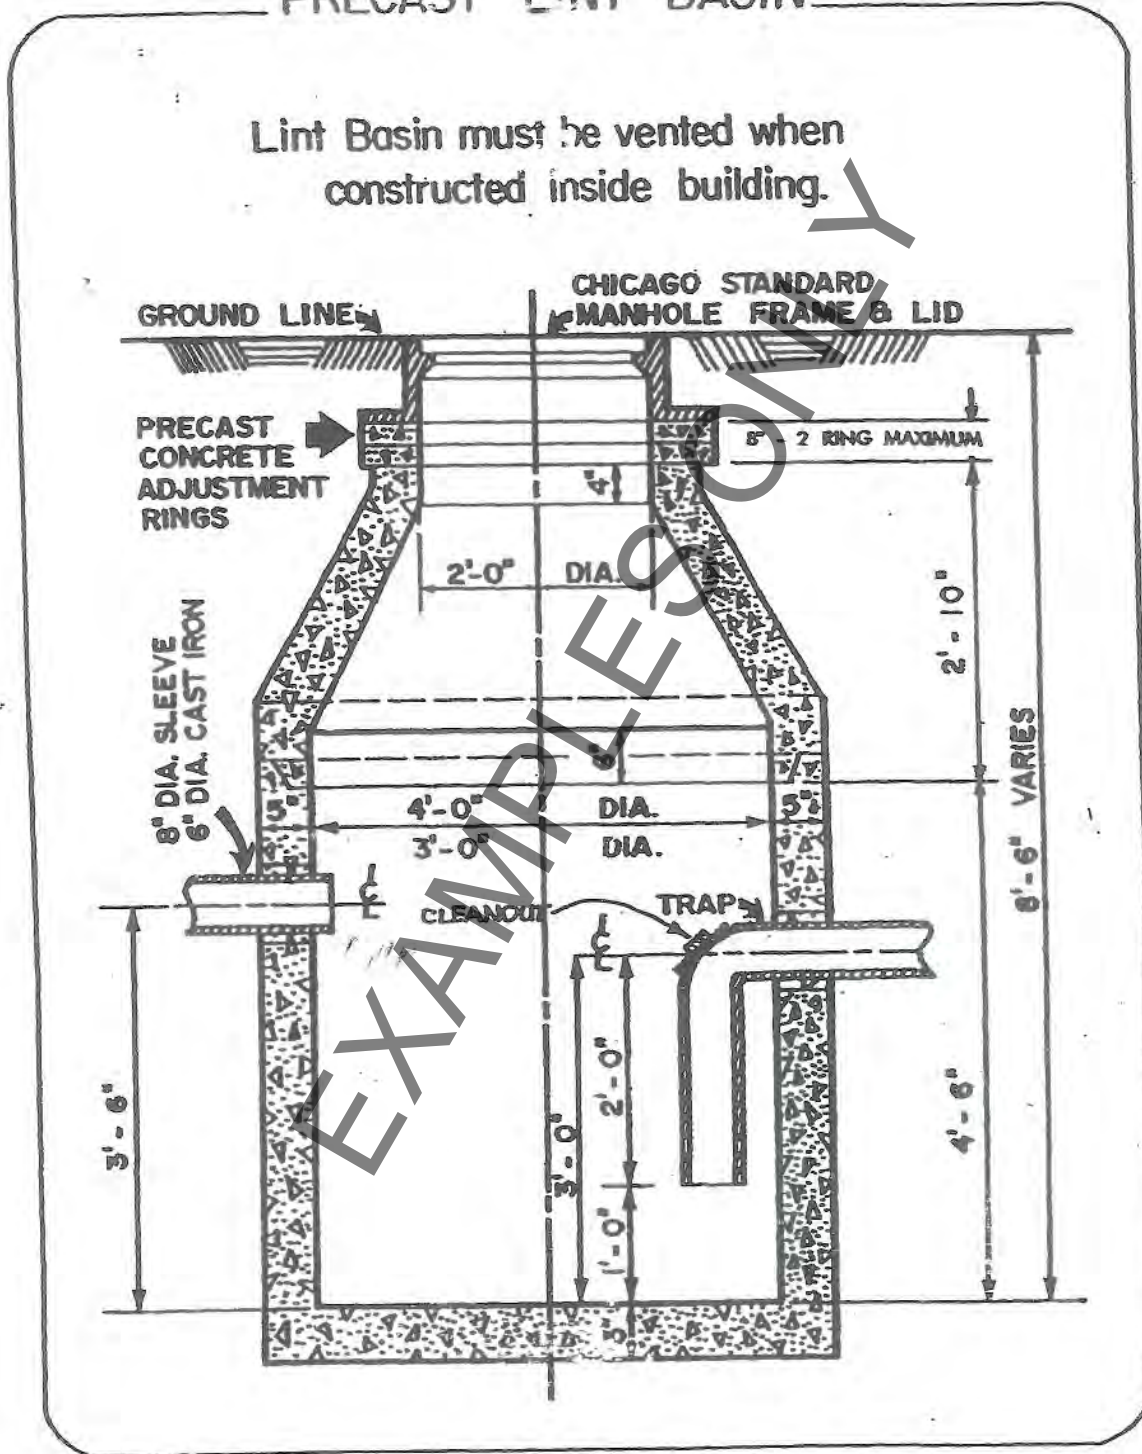 PRECAST LINT BASIN
Lint Basin must be vented when
constructed inside building.
GROUND LINE
CHICAGO STANDARD
MANHOLE FRAME & LID
PRECAST
CONCRETE
ADJUSTMENT
RINGS
8" - 2 RING MAXIMUM
4"
2'-0" DIA.
2'-10"
8" DIA. SLEEVE
6" DIA. CAST IRON
8'-6" VARIES
5"
4'-0" DIA.
5"
3'-0" DIA.
CLEANOUT
TRAP
3'-6"
2'-0"
3'-0"
4'-6"
1'-0"
5"
EXAMPLES ONLY